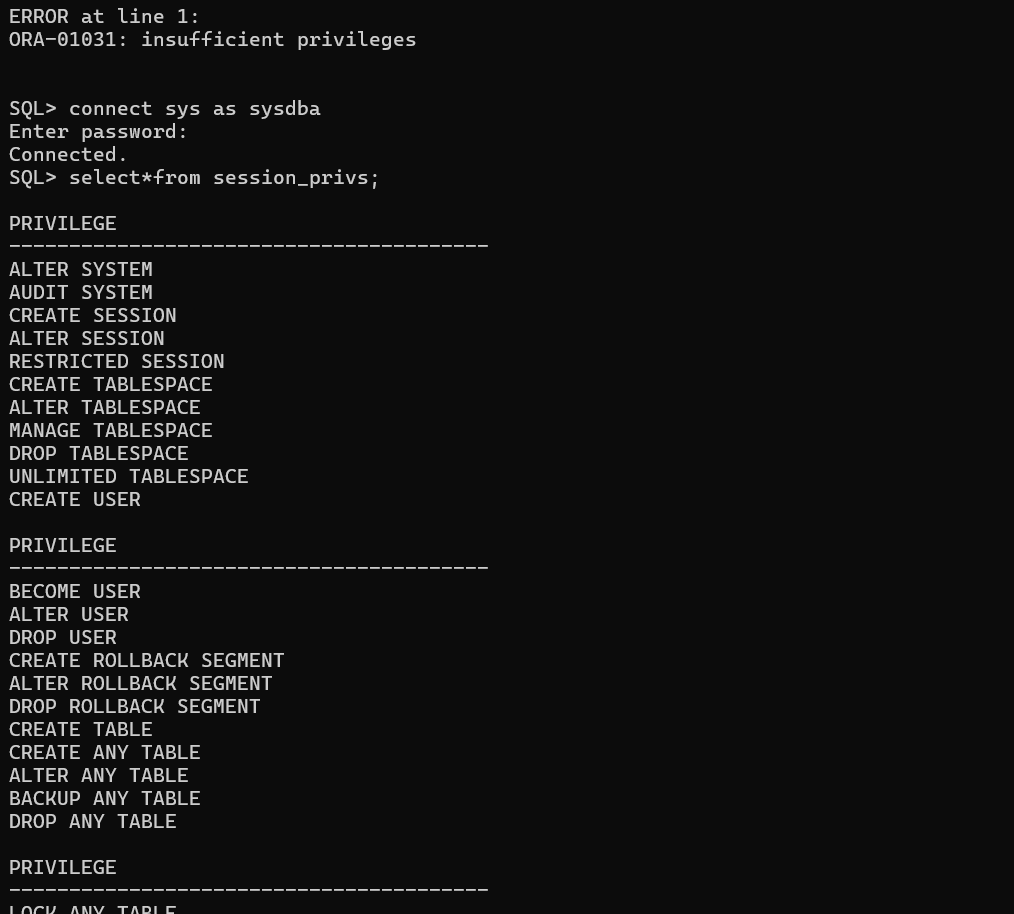 ERROR at line 1:
ORA-01031: insufficient privileges
SQL> connect sys as sysdba
Enter password:
Connected.
SQL> select*from session_privs;
PRIVILEGE
----------------------------------------
ALTER SYSTEM
AUDIT SYSTEM
CREATE SESSION
ALTER SESSION
RESTRICTED SESSION
CREATE TABLESPACE
ALTER TABLESPACE
MANAGE TABLESPACE
DROP TABLESPACE
UNLIMITED TABLESPACE
CREATE USER
PRIVILEGE
----------------------------------------
BECOME USER
ALTER USER
DROP USER
CREATE ROLLBACK SEGMENT
ALTER ROLLBACK SEGMENT
DROP ROLLBACK SEGMENT
CREATE TABLE
CREATE ANY TABLE
ALTER ANY TABLE
BACKUP ANY TABLE
DROP ANY TABLE
PRIVILEGE
----------------------------------------
LOCK ANY TABLE